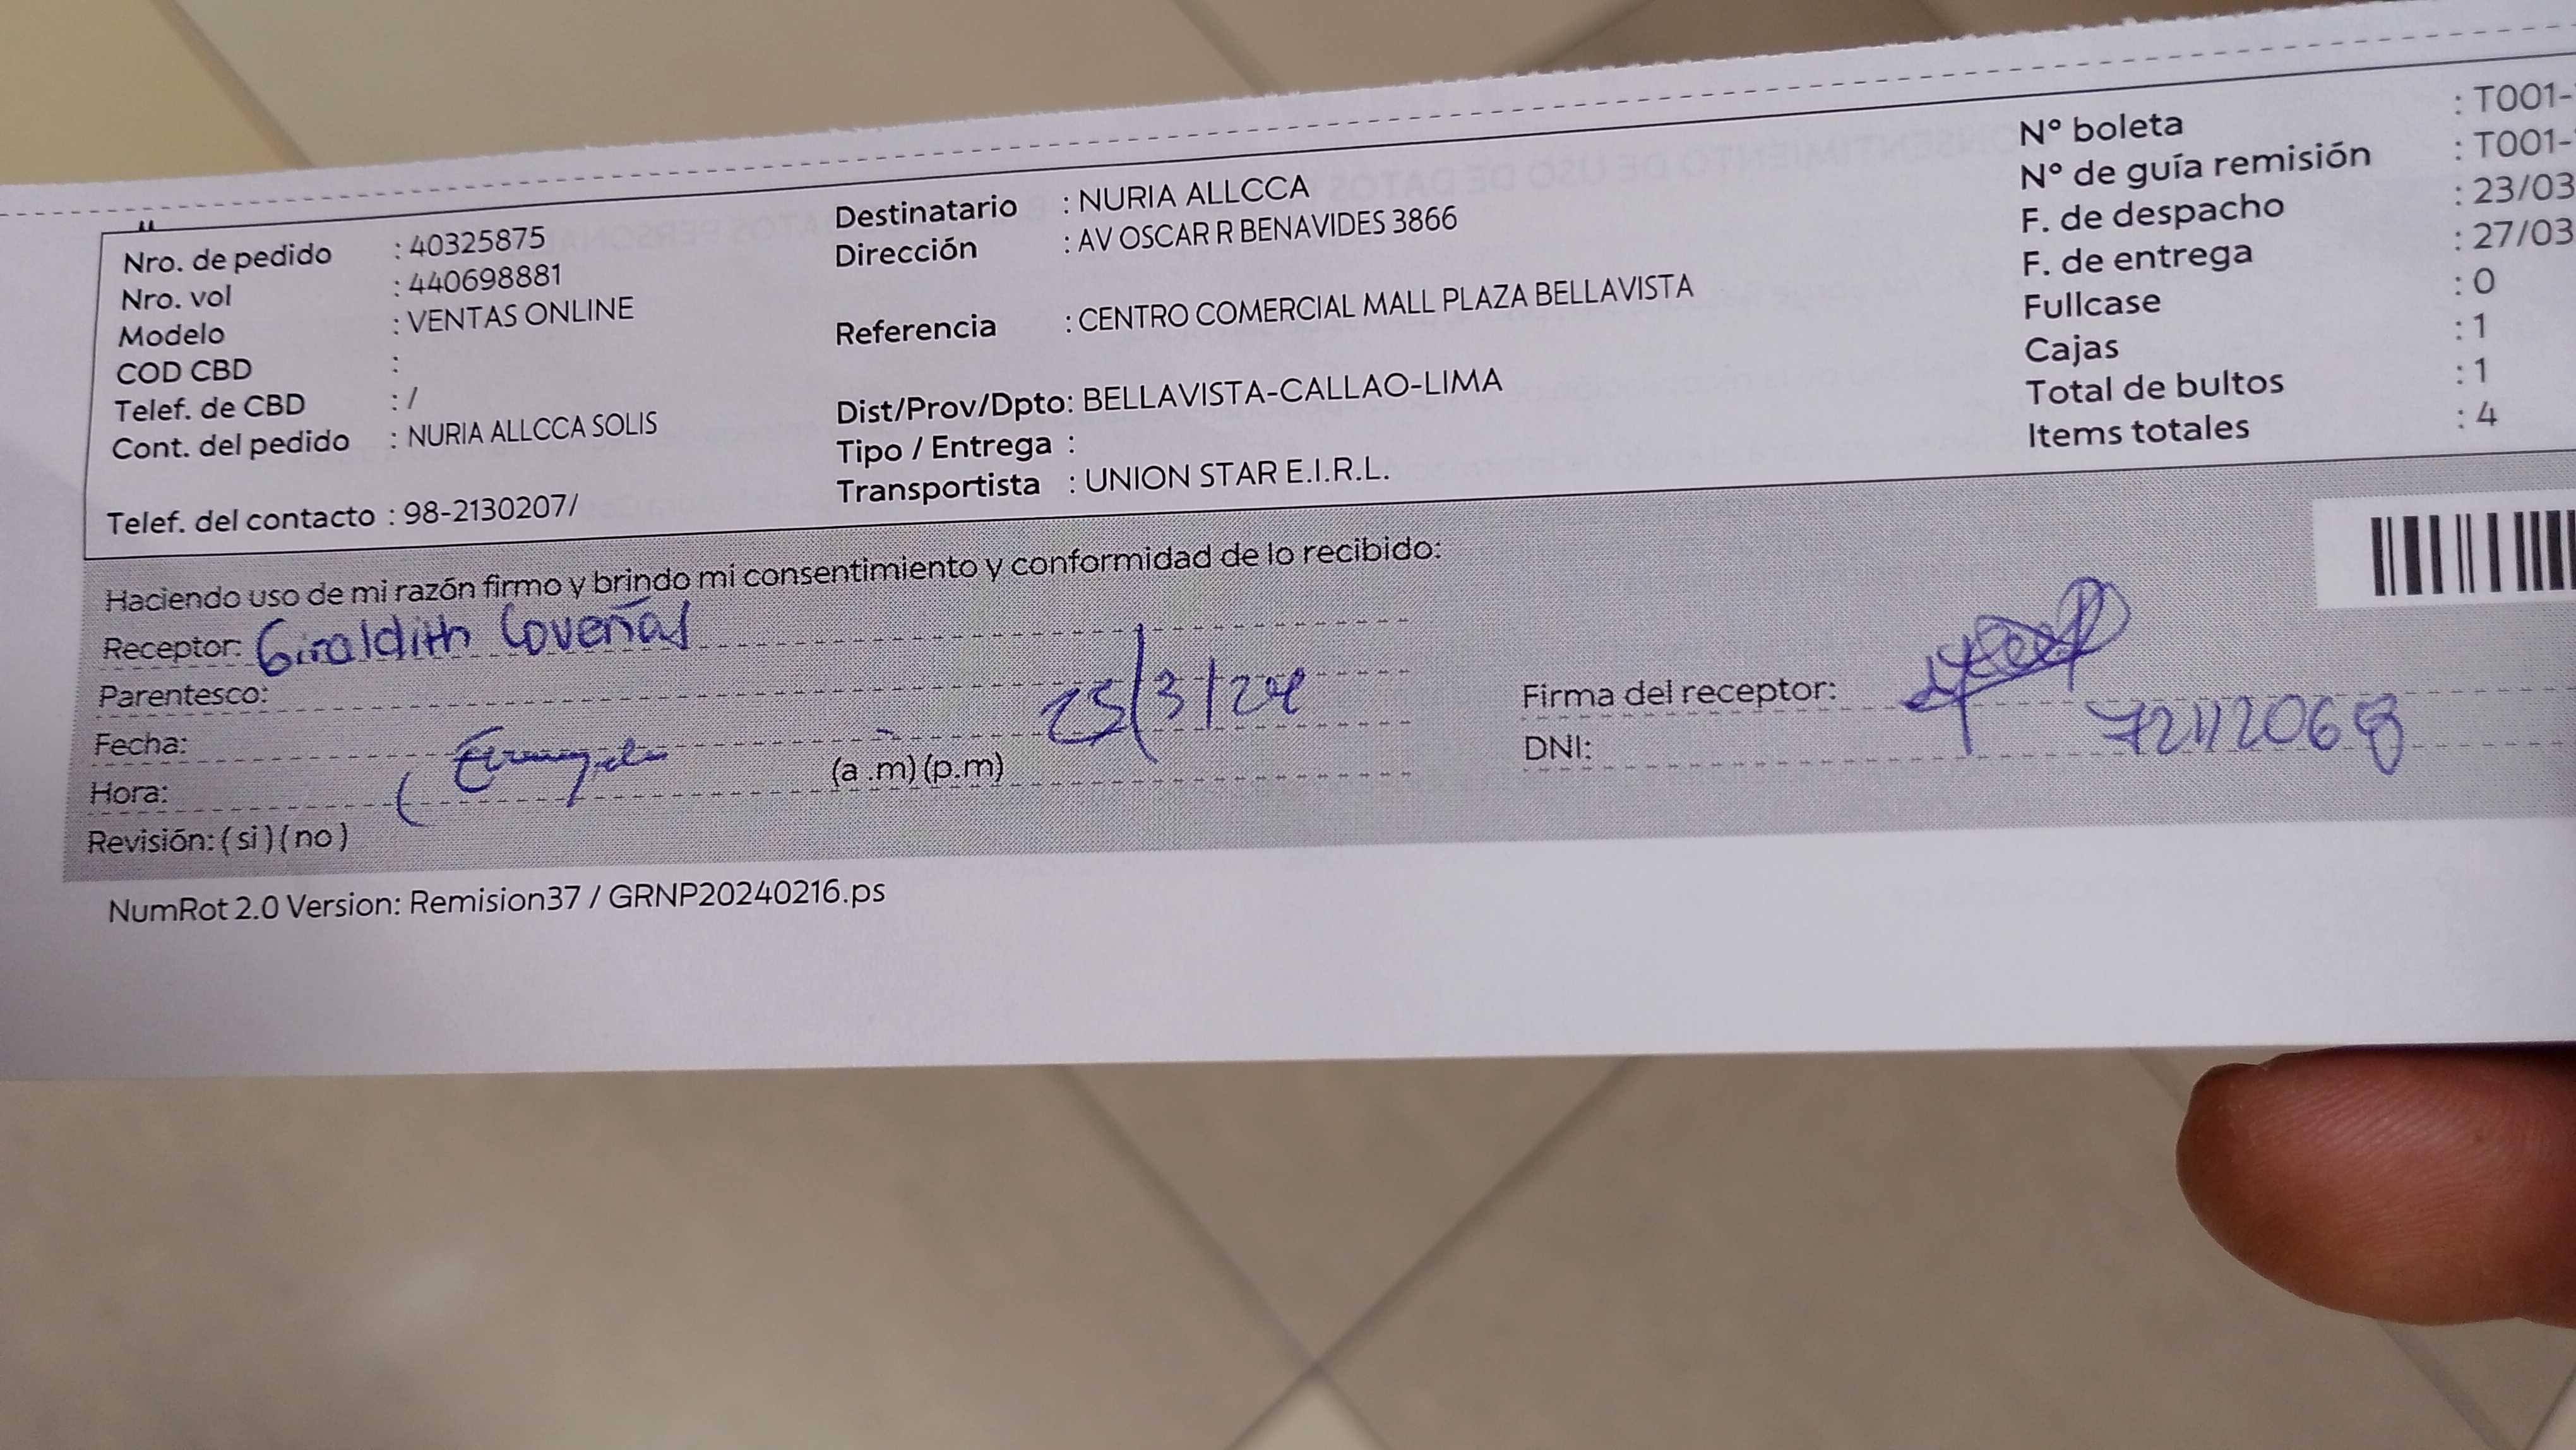 Nro. de pedido : 40325875
Nro. vol : 440698881
Modelo : VENTAS ONLINE
COD CBD :
Telef. de CBD : /
Cont. del pedido : NURIA ALLCCA SOLIS
Telef. del contacto : 98-2130207/
Destinatario : NURIA ALLCCA
Dirección : AV OSCAR R BENAVIDES 3866
Referencia : CENTRO COMERCIAL MALL PLAZA BELLAVISTA
Dist/Prov/Dpto: BELLAVISTA-CALLAO-LIMA
Tipo / Entrega :
Transportista : UNION STAR E.I.R.L.
N° boleta : T001-
N° de guía remisión : T001-
F. de despacho : 23/03
F. de entrega : 27/03
Fullcase : 0
Cajas : 1
Total de bultos : 1
Items totales : 4
Haciendo uso de mi razón firmo y brindo mi consentimiento y conformidad de lo recibido:
Receptor: Giraldith Coveñas
Parentesco:
Fecha: 25/3/24
Hora: (a .m) (p.m)
Revisión: ( si ) ( no )
Firma del receptor:
DNI:
NumRot 2.0 Version: Remision37 / GRNP20240216.ps